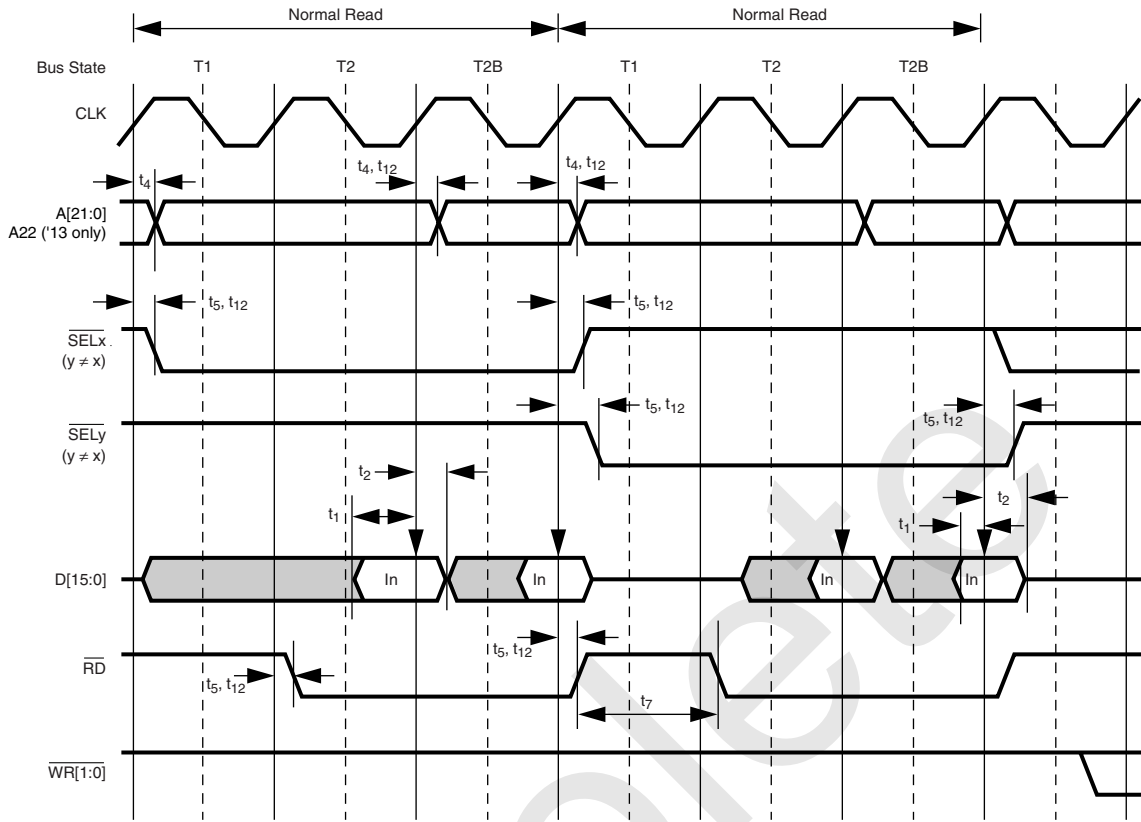 Normal Read Normal Read
Bus State T1 T2 T2B T1 T2 T2B
CLK
t4, t12 t4, t12
t4
A[21:0]
A22 ('13 only)
t5, t12 t5, t12
SELx
(y ≠ x)
t5, t12 t5, t12
SELy
(y ≠ x)
t2 t2
t1 t1
D[15:0] In In In In
t5, t12
RD
t5, t12
t7
WR[1:0]
olete